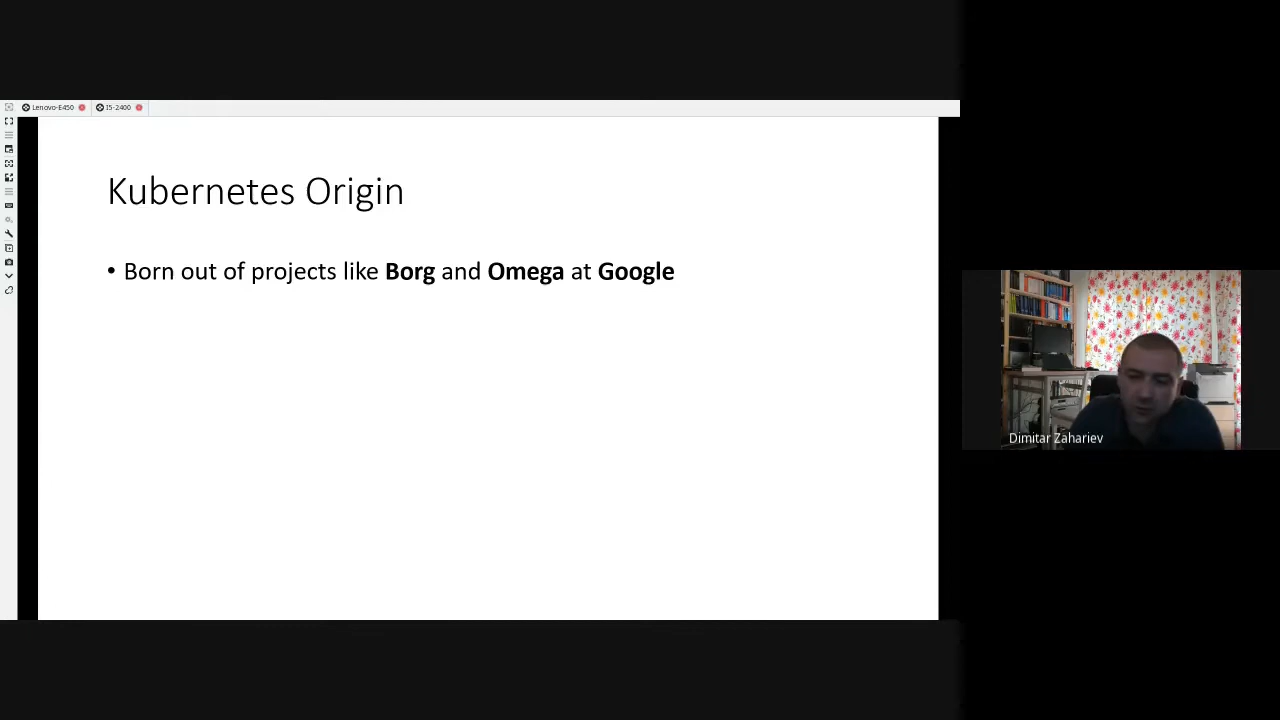 Lenovo-E450
I5-2400
Kubernetes Origin
• Born out of projects like Borg and Omega at Google
Dimitar Zahariev